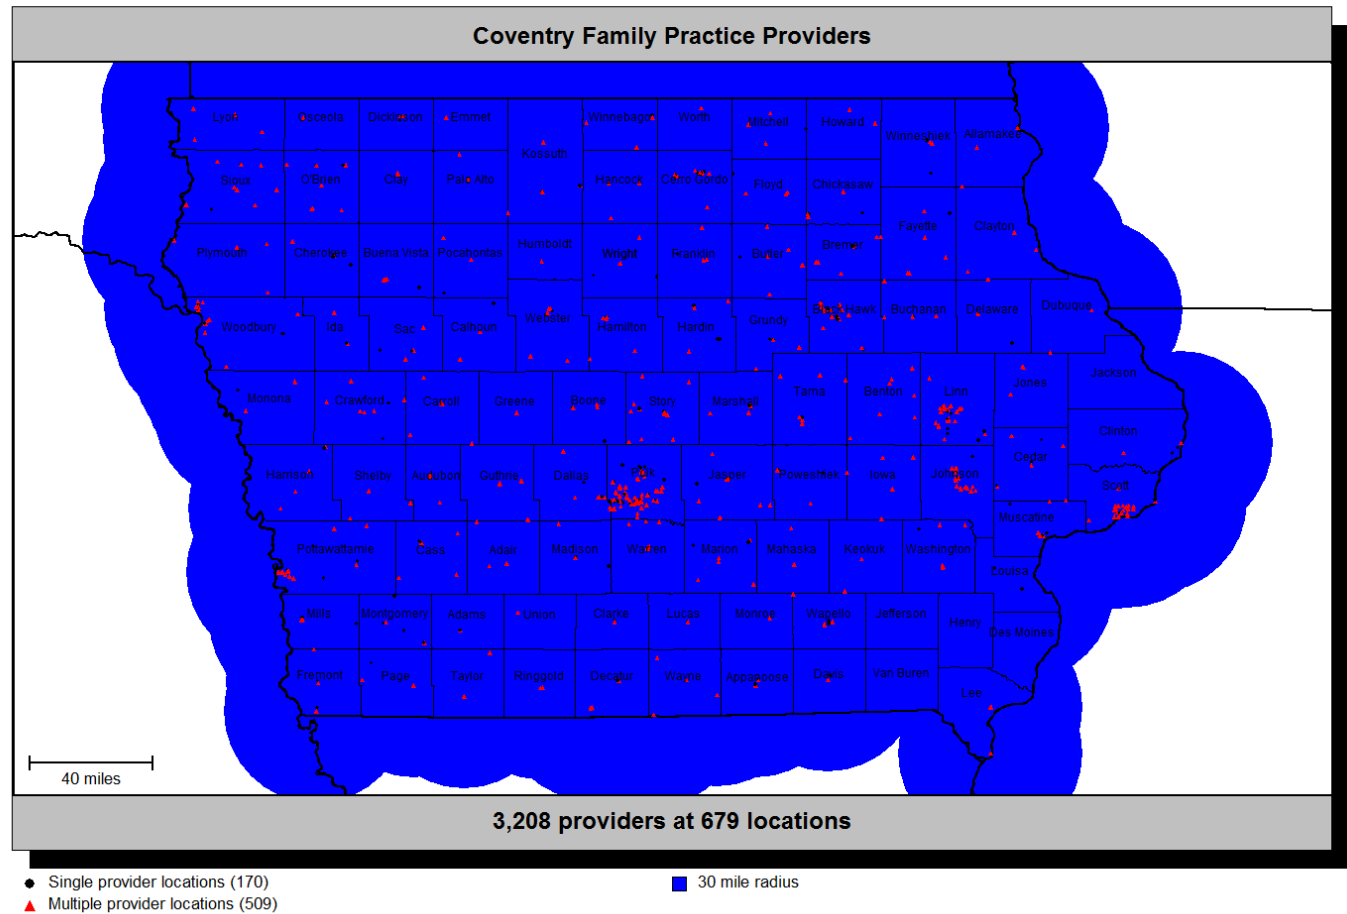 Coventry Family Practice Providers
Lyon Osceola Dickinson Emmet Winnebago Worth Mitchell Howard Winneshiek Allamakee
Kossuth
Sioux O'Brien Clay Palo Alto Hancock Cerro Gordo Floyd Chickasaw
Fayette Clayton
Plymouth Cherokee Buena Vista Pocahontas Humboldt Wright Franklin Butler Bremer
Woodbury Ida Sac Calhoun Webster Hamilton Hardin Grundy Black Hawk Buchanan Delaware Dubuque
Jackson
Monona Crawford Carroll Greene Boone Story Marshall Tama Benton Linn Jones
Clinton
Harrison Shelby Audubon Guthrie Dallas Polk Jasper Poweshiek Iowa Johnson Cedar
Scott
Muscatine
Pottawattamie Cass Adair Madison Warren Marion Mahaska Keokuk Washington
Louisa
Mills Montgomery Adams Union Clarke Lucas Monroe Wapello Jefferson Henry
Des Moines
Fremont Page Taylor Ringgold Decatur Wayne Appanoose Davis Van Buren
Lee
40 miles
3,208 providers at 679 locations
Single provider locations (170)
30 mile radius
Multiple provider locations (509)